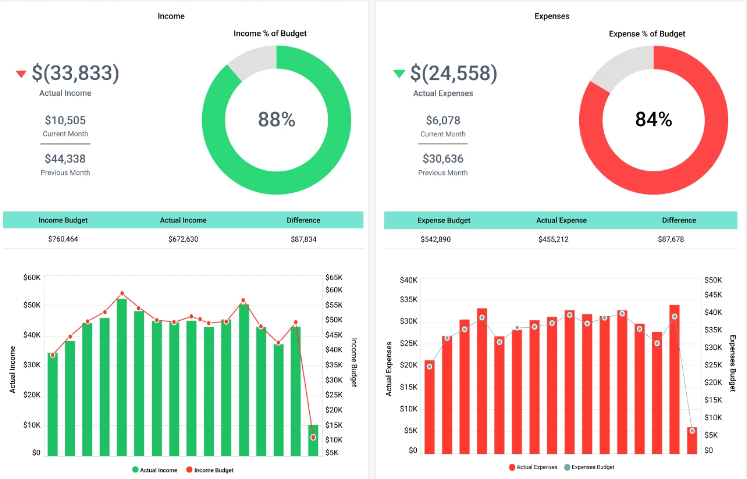 Income
Income % of Budget
$(33,833)
Actual Income
$10,505
Current Month
$44,338
Previous Month
88%
Income Budget Actual Income Difference
$760,464 $672,630 $87,834
$60K
$50K
$40K
$30K
$20K
$10K
$0
Actual Income
$65K
$60K
$55K
$50K
$45K
$40K
$35K
$30K
$25K
$20K
$15K
$10K
$5K
Income Budget
Actual Income Income Budget
Expenses
Expense % of Budget
$(24,558)
Actual Expenses
$6,078
Current Month
$30,636
Previous Month
84%
Expense Budget Actual Expense Difference
$542,890 $455,212 $87,678
$40K
$35K
$30K
$25K
$20K
$15K
$10K
$5K
$0
Actual Expenses
$50K
$45K
$40K
$35K
$30K
$25K
$20K
$15K
$10K
$5K
$0
Expenses Budget
Actual Expenses Expenses Budget